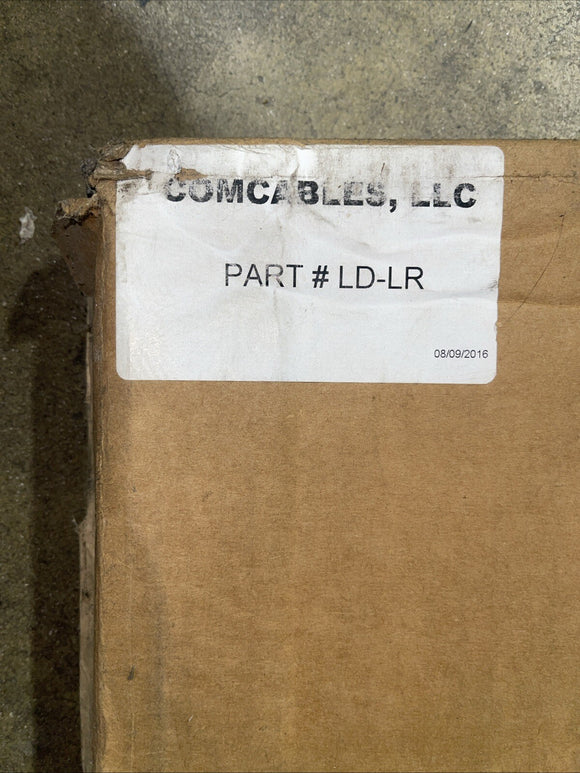 COMCABLES, LLC
PART # LD-LR
08/09/2016